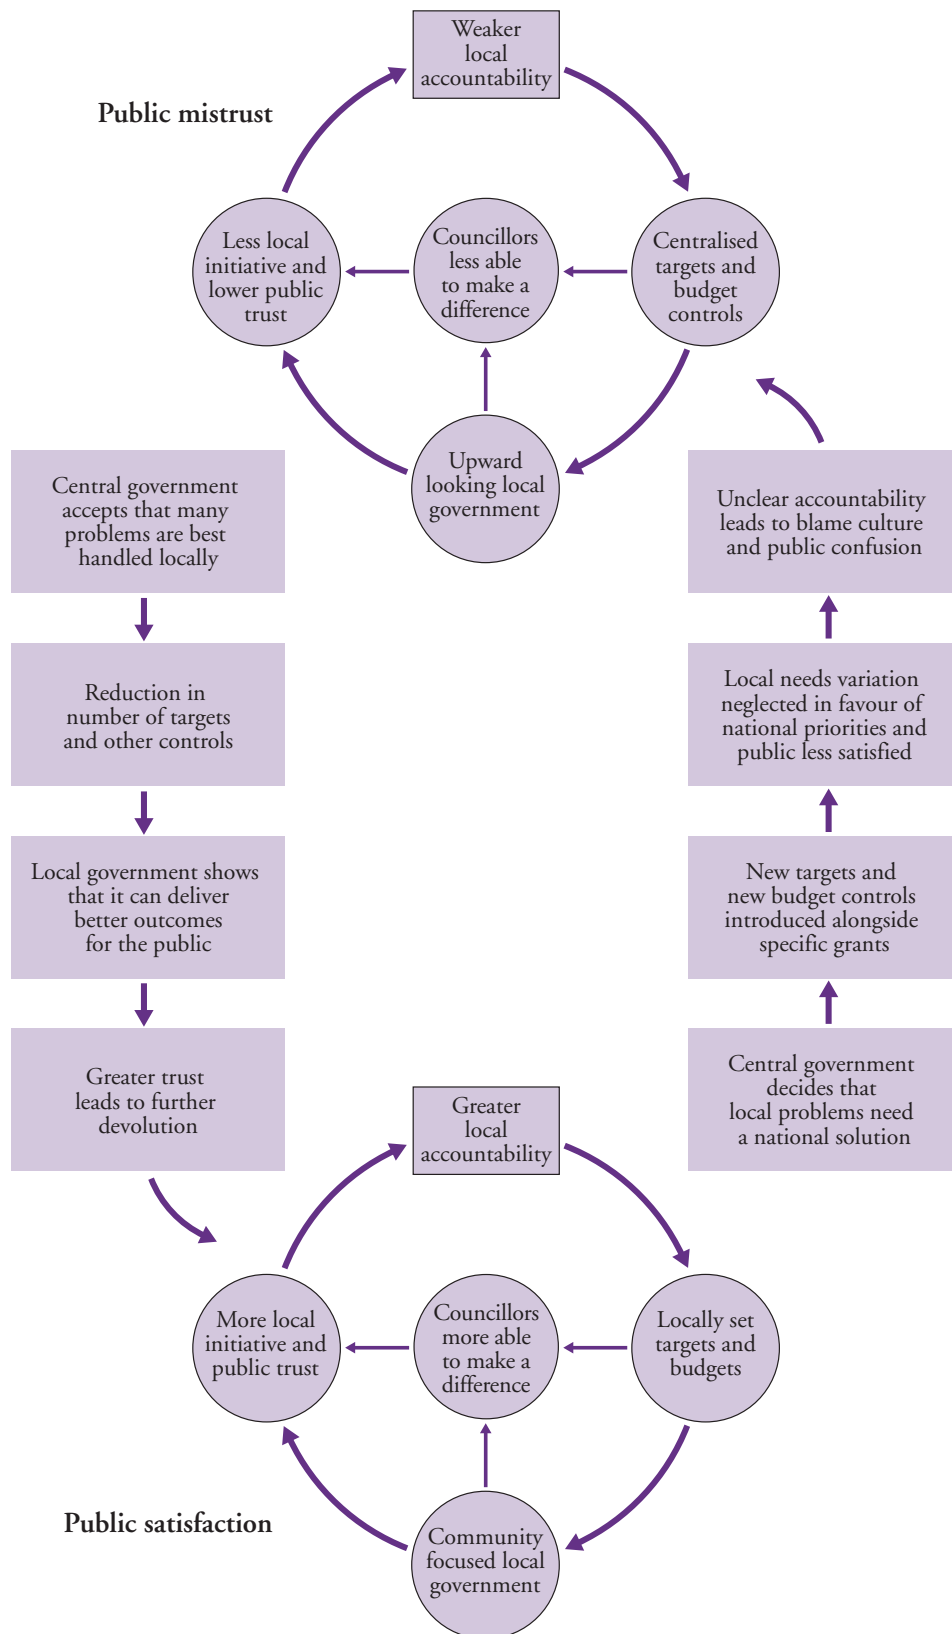 Weaker
local
accountability
Public mistrust
Less local
initiative and
lower public
trust
Councillors
less able
to make a
difference
Centralised
targets and
budget
controls
Upward
looking local
government
Central government
accepts that many
problems are best
handled locally
Reduction in
number of targets
and other controls
Local government shows
that it can deliver
better outcomes
for the public
Greater trust
leads to further
devolution
Unclear accountability
leads to blame culture
and public confusion
Local needs variation
neglected in favour of
national priorities and
public less satisfied
New targets and
new budget controls
introduced alongside
specific grants
Central government
decides that
local problems need
a national solution
Greater
local
accountability
More local
initiative and
public trust
Councillors
more able
to make a
difference
Locally set
targets and
budgets
Public satisfaction
Community
focused local
government